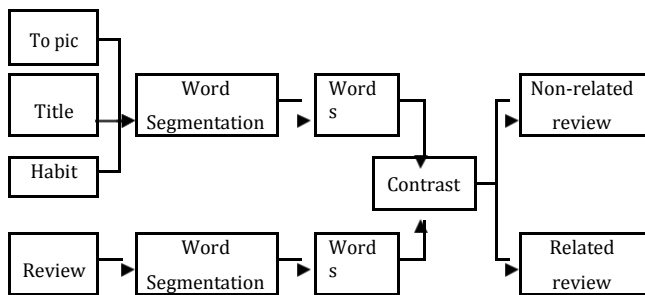 To pic
Title
Habit
Word
Segmentation
Word
s
Non-related
review
Contrast
Review
Word
Segmentation
Word
s
Related
review